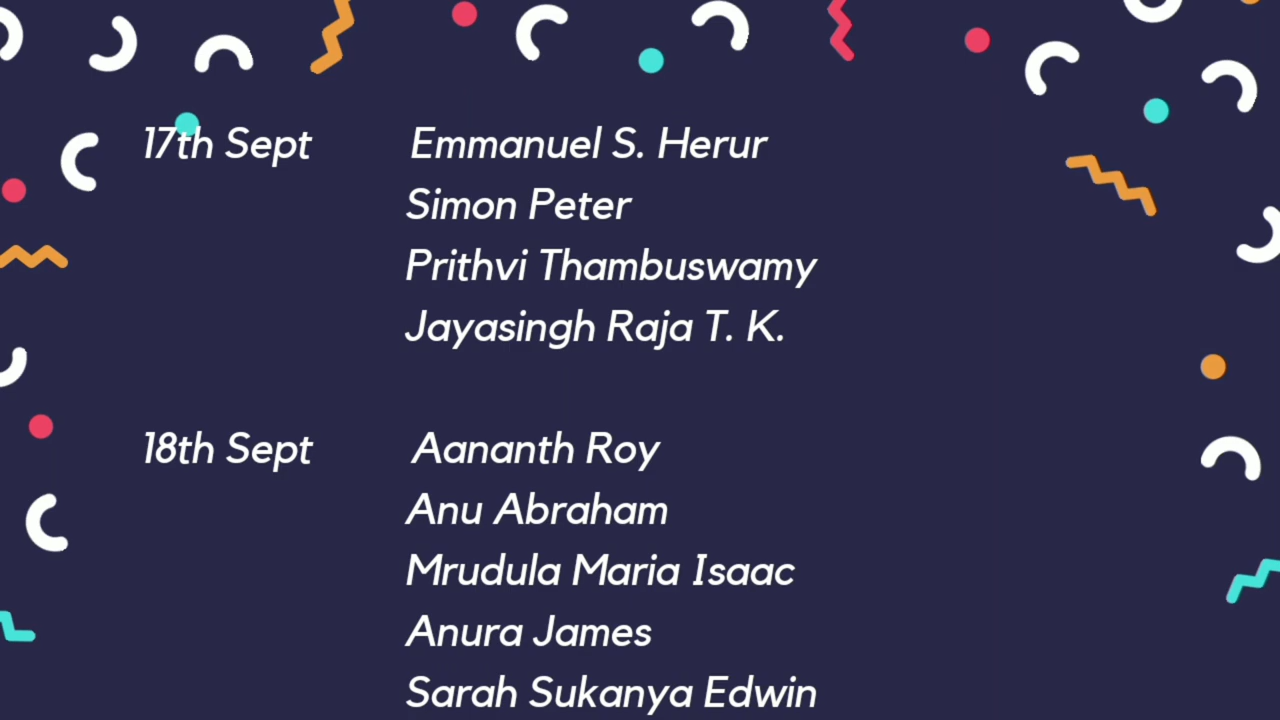 17th Sept Emmanuel S. Herur
Simon Peter
Prithvi Thambuswamy
Jayasingh Raja T. K.
18th Sept Aananth Roy
Anu Abraham
Mrudula Maria Isaac
Anura James
Sarah Sukanya Edwin